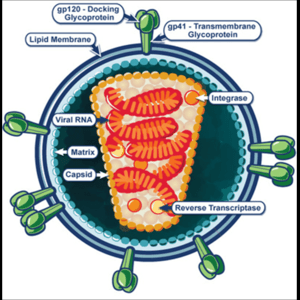 gp120 - Docking
Glycoprotein
gp41 - Transmembrane
Glycoprotein
Lipid Membrane
Integrase
Viral RNA
Matrix
Capsid
Reverse Transcriptase